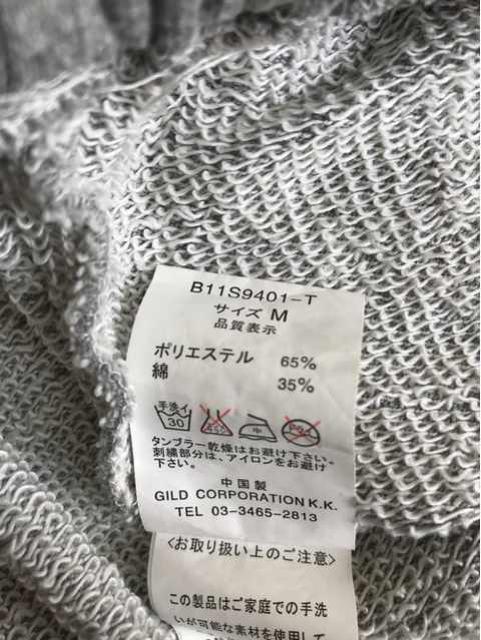 B11S9401-T
サイズ M
品質表示
ポリエステル 65%
綿 35%
手洗イ
30
中
タンブラー乾燥はお避け下さい。
刺繍部分は、アイロンをお避け
下さい。
中国製
GILD CORPORATION K.K.
TEL 03-3465-2813
<お取り扱い上のご注意>
この製品はご家庭での手洗
いが可能な素材を使用して